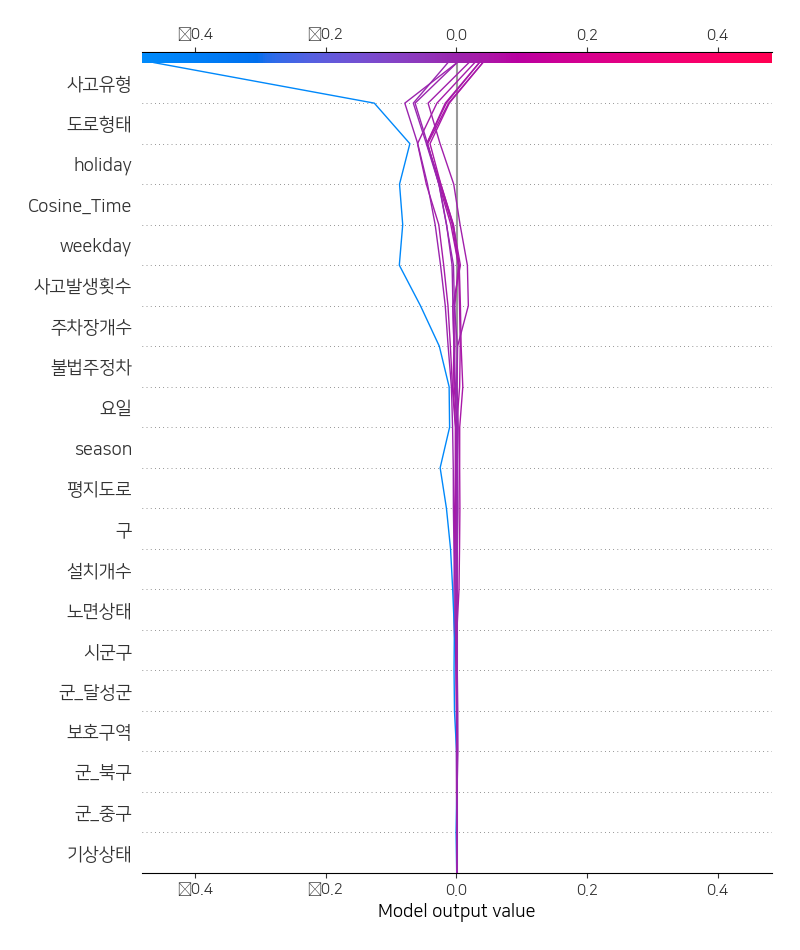 0.4 0.2 0.0 0.2 0.4
사고유형
도로형태
holiday
Cosine_Time
weekday
사고발생횟수
주차장개수
불법주정차
요일
season
평지도로
구
설치개수
노면상태
시군구
군_달성군
보호구역
군_북구
군_중구
기상상태
0.4 0.2 0.0 0.2 0.4
Model output value